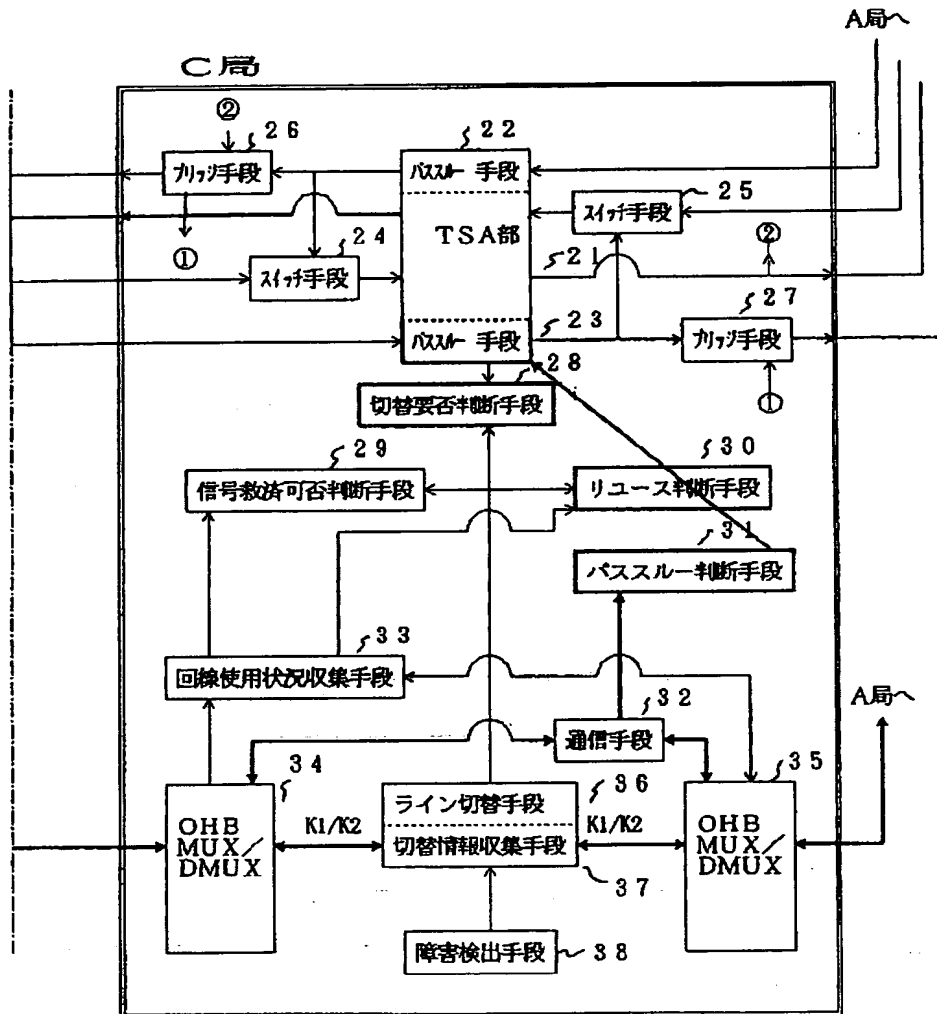 A局へ
C局
②
26
22
ブリッジ手段
パススルー 手段
25
スイッチ手段
①
24
TSA部
②
スイッチ手段
21
27
23
パススルー 手段
ブリッジ手段
28
切替要否判断手段
①
29
30
信号救済可否判断手段
リユース判断手段
31
パススルー判断手段
33
回線使用状況収集手段
32
A局へ
通信手段
34
35
36
ライン切替手段
OHB
MUX/
DMUX
K1/K2
切替情報収集手段
K1/K2
OHB
MUX/
DMUX
37
障害検出手段
38